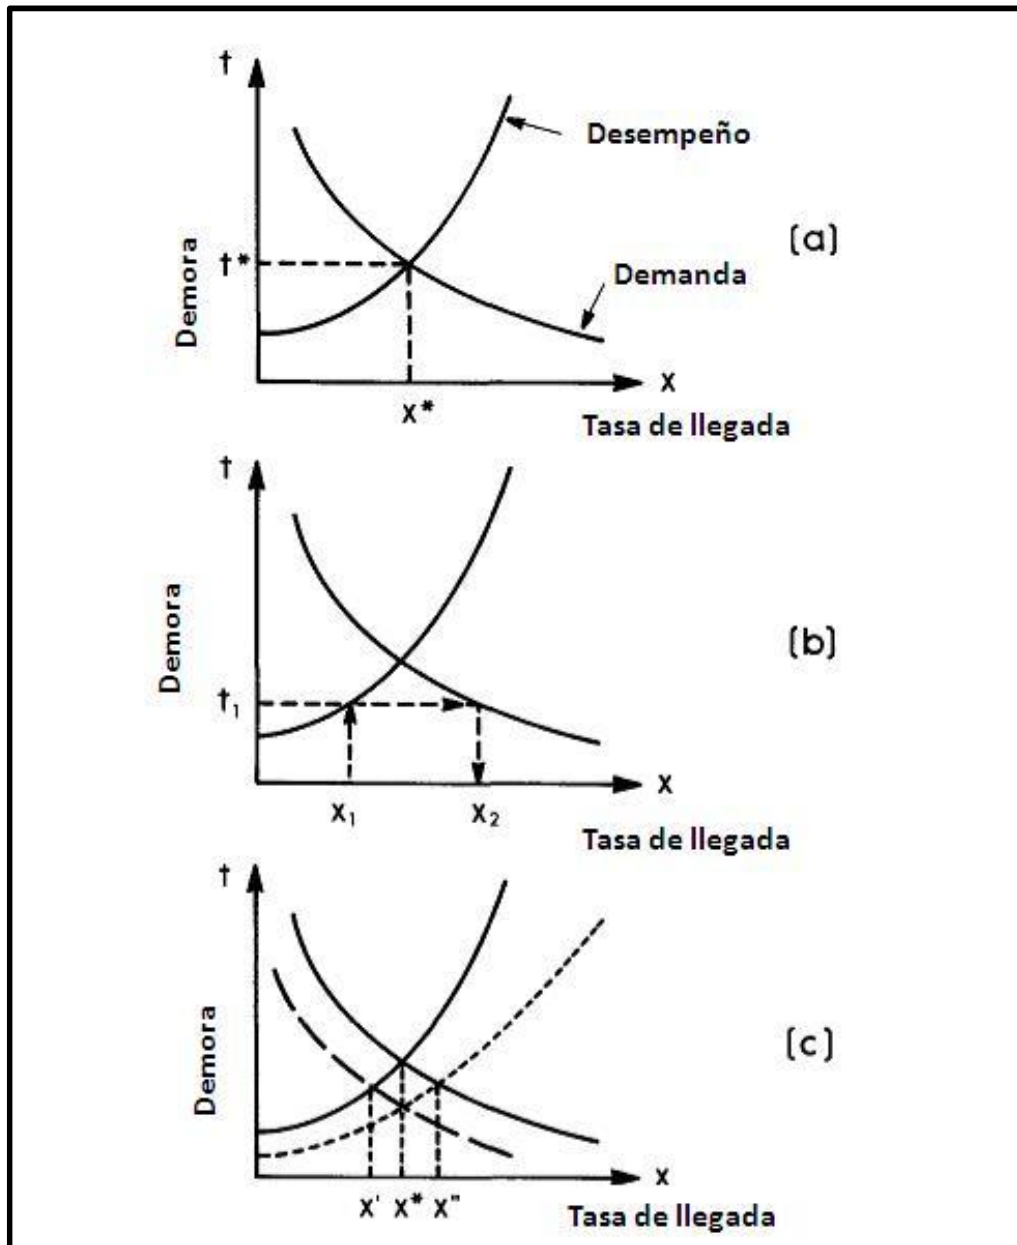 t
Desempeño
(a)
t*
Demanda
Demora
x
x*
Tasa de llegada
t
(b)
Demora
t1
x
x1
x2
Tasa de llegada
t
(c)
Demora
x
x'
x*
x"
Tasa de llegada